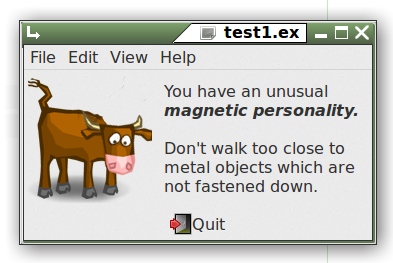 test1.ex
File Edit View Help
You have an unusual
magnetic personality.
Don't walk too close to
metal objects which are
not fastened down.
Quit